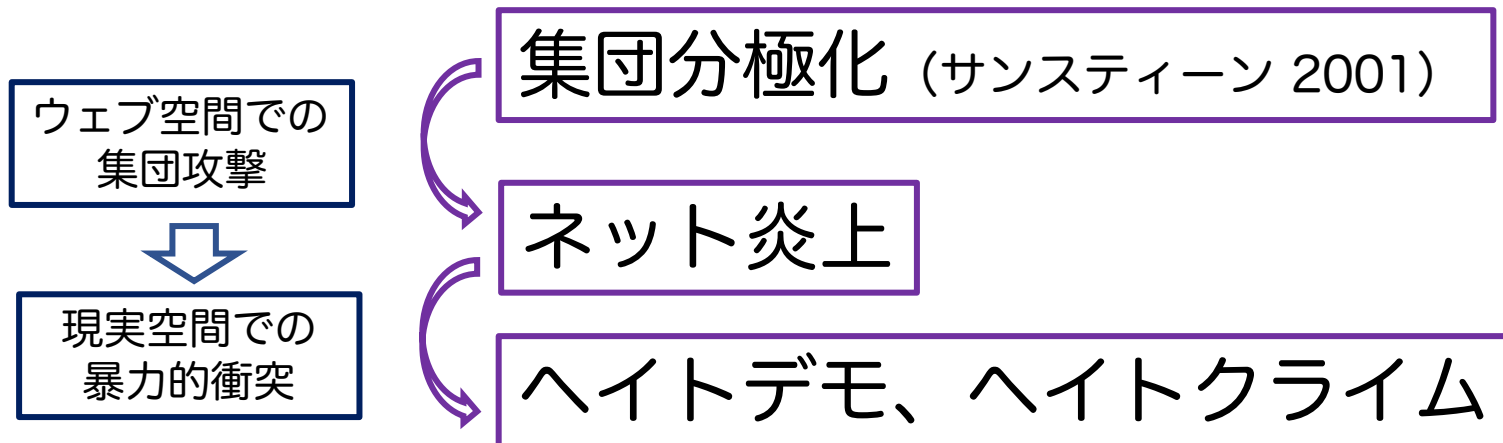 ウェブ空間での
集団攻撃
現実空間での
暴力的衝突
集団分極化 (サンスティーン 2001)
ネット炎上
ヘイトデモ、ヘイトクライム